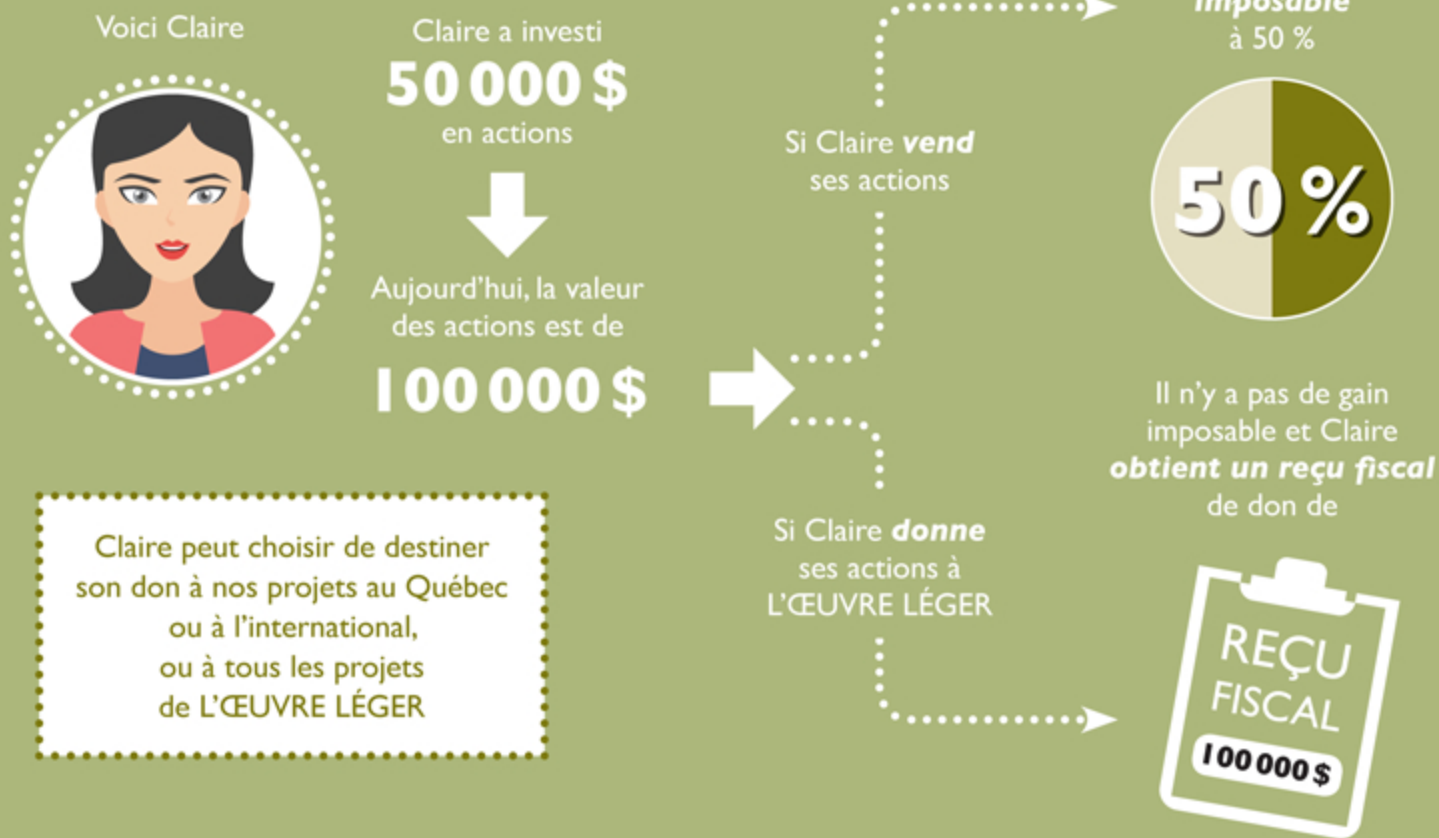 Voici Claire
Claire a investi
50 000 $
en actions
Aujourd'hui, la valeur
des actions est de
100 000 $
Claire peut choisir de destiner
son don à nos projets au Québec
ou à l'international,
ou à tous les projets
de L'ŒUVRE LÉGER
Si Claire vend
ses actions
imposable
à 50 %
50 %
Si Claire donne
ses actions à
L'ŒUVRE LÉGER
Il n'y a pas de gain
imposable et Claire
obtient un reçu fiscal
de don de
REÇU
FISCAL
100 000 $